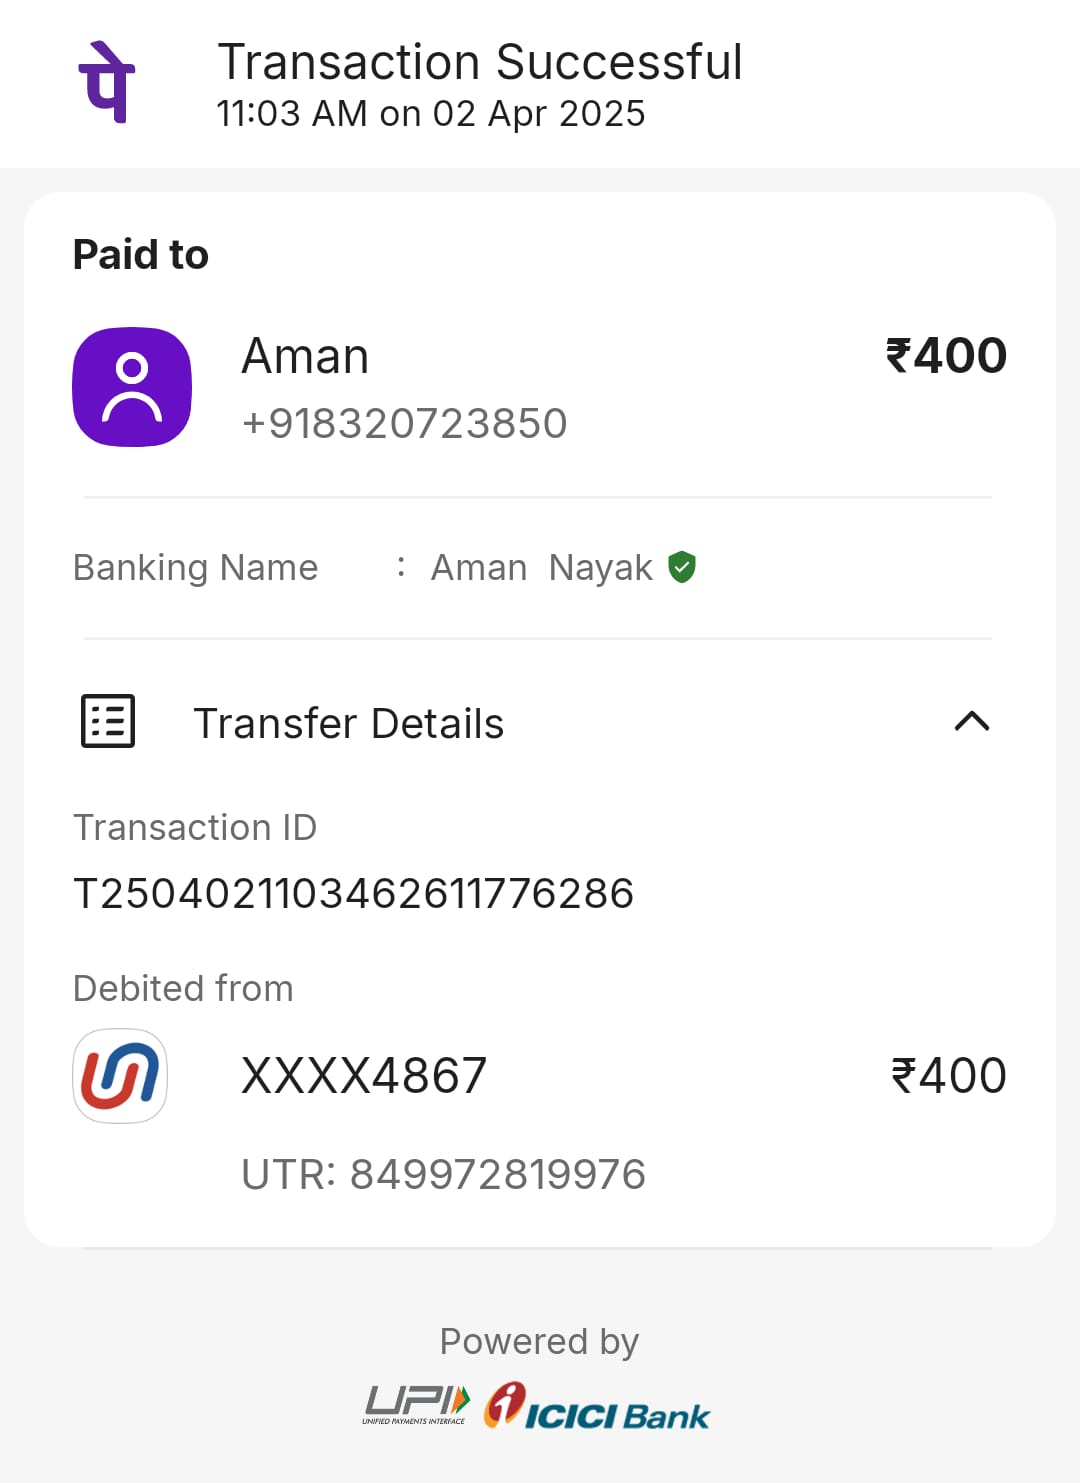 पे
Transaction Successful
11:03 AM on 02 Apr 2025
Paid to
Aman ₹400
+918320723850
Banking Name : Aman Nayak
Transfer Details
Transaction ID
T2504021103462611776286
Debited from
XXXX4867 ₹400
UTR: 849972819976
Powered by
UPI ICICI Bank
UNIFIED PAYMENTS INTERFACE